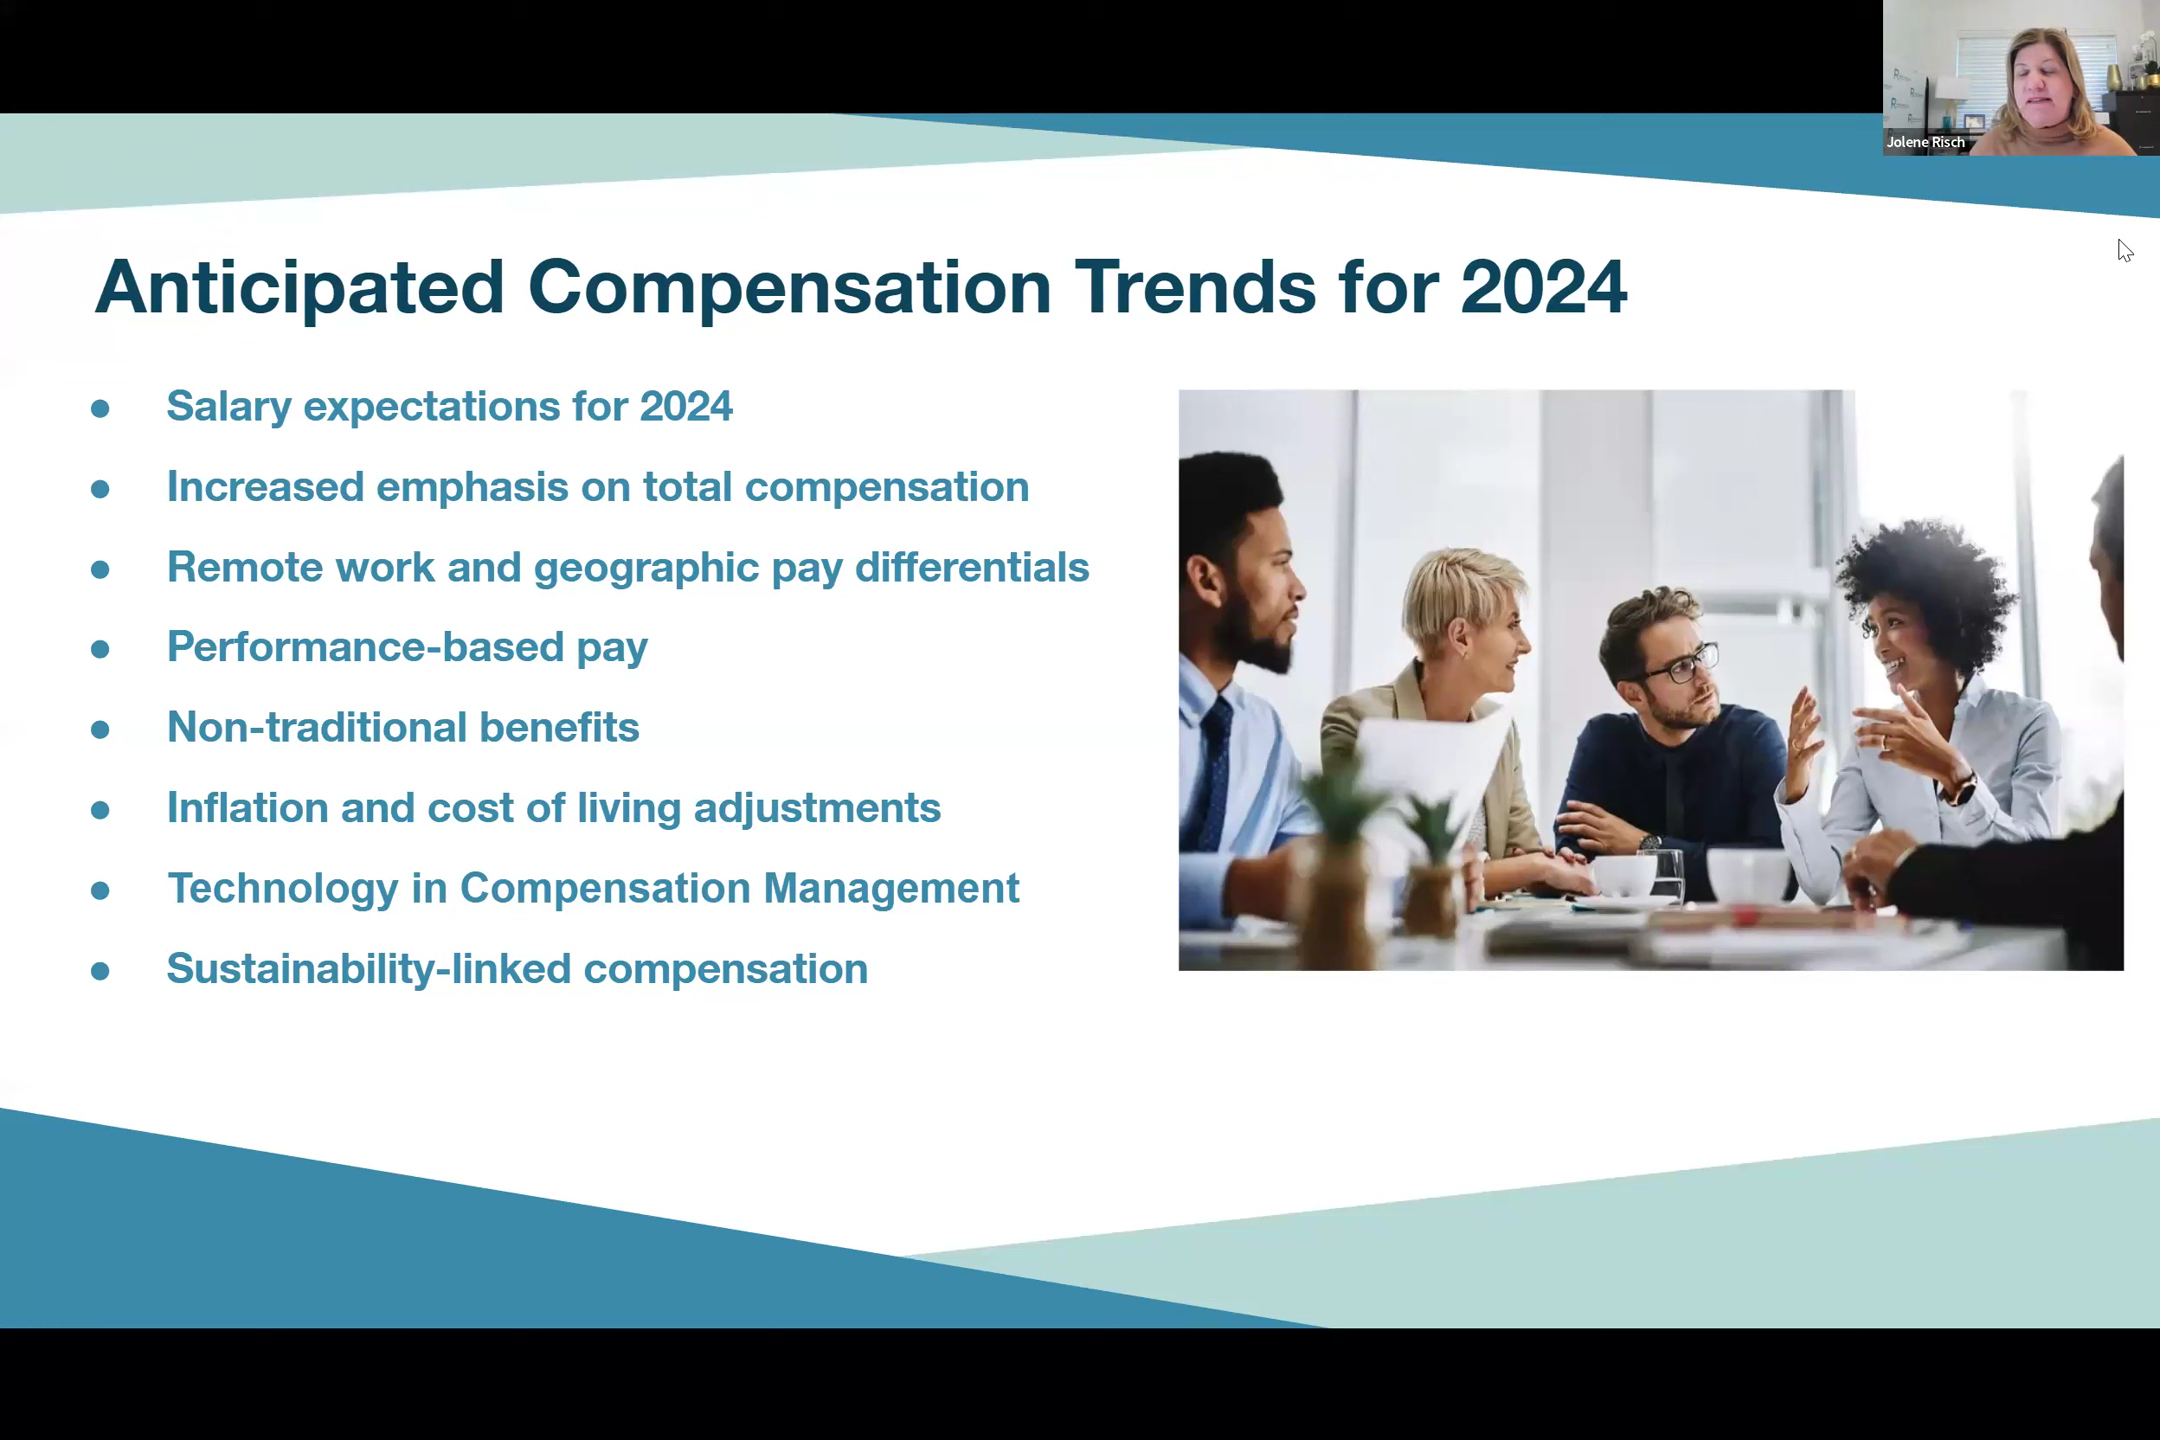 Jolene Risch
Anticipated Compensation Trends for 2024
● Salary expectations for 2024
● Increased emphasis on total compensation
● Remote work and geographic pay differentials
● Performance-based pay
● Non-traditional benefits
● Inflation and cost of living adjustments
● Technology in Compensation Management
● Sustainability-linked compensation